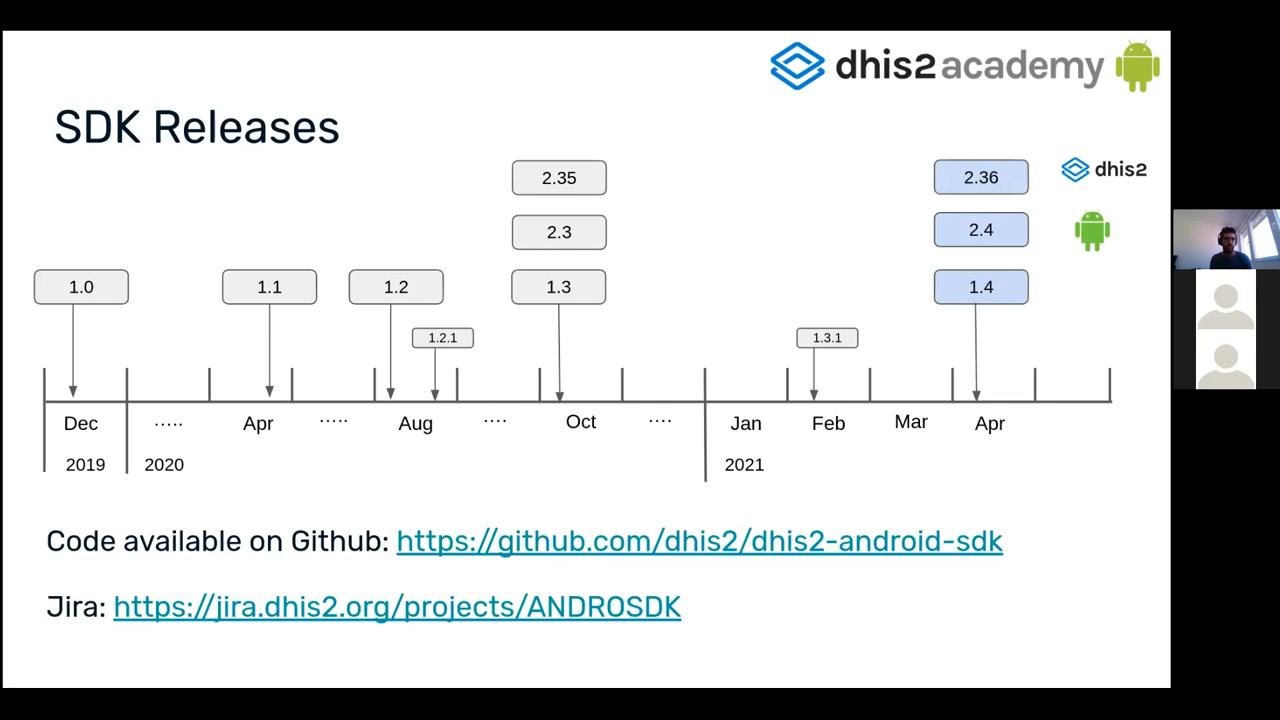 dhis2 academy
SDK Releases
2.35
2.36
dhis2
2.3
2.4
1.0
1.1
1.2
1.3
1.4
1.2.1
1.3.1
Dec ..... Apr ..... Aug .... Oct .... Jan Feb Mar Apr
2019 2020 2021
Code available on Github: https://github.com/dhis2/dhis2-android-sdk
Jira: https://jira.dhis2.org/projects/ANDROSDK